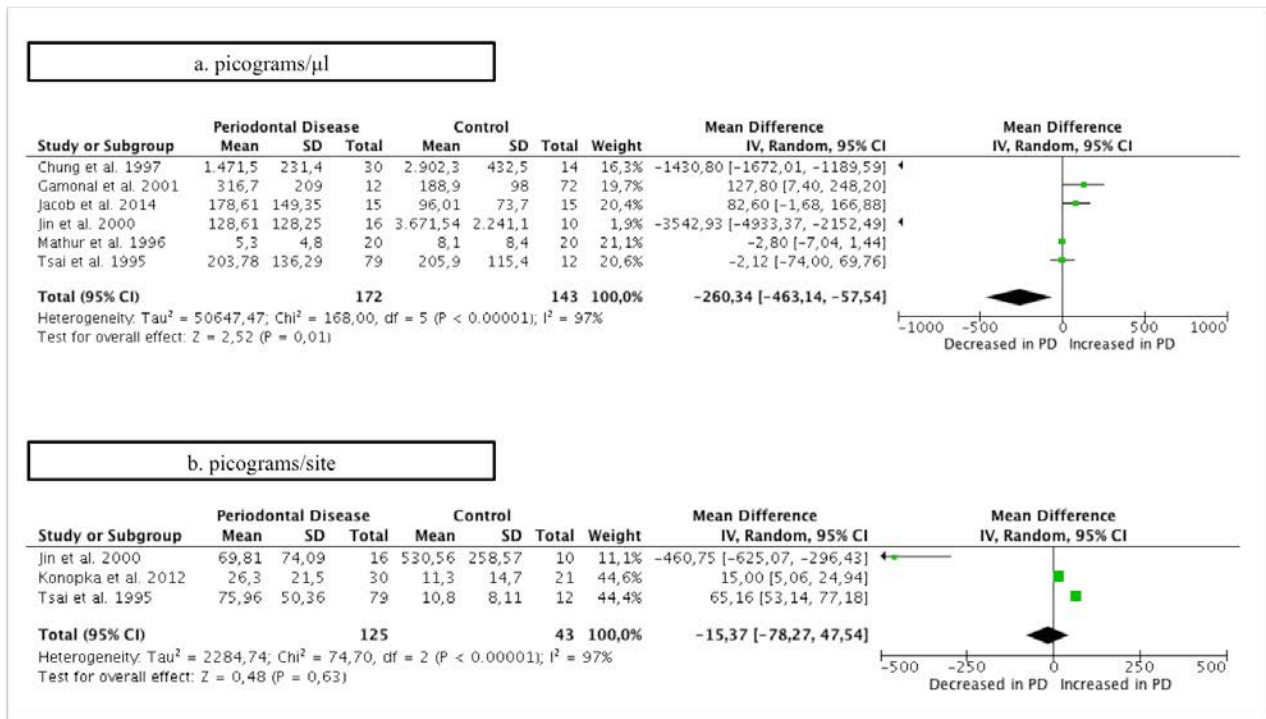 a. picograms/µl
Periodontal Disease Control Mean Difference Mean Difference
Study or Subgroup Mean SD Total Mean SD Total Weight IV, Random, 95% CI IV, Random, 95% CI
Chung et al. 1997 1.471,5 231,4 30 2.902,3 432,5 14 16,3% -1430,80 [-1672,01, -1189,59]
Gamonal et al. 2001 316,7 209 12 188,9 98 72 19,7% 127,80 [7,40, 248,20]
Jacob et al. 2014 178,61 149,35 15 96,01 73,7 15 20,4% 82,60 [-1,68, 166,88]
Jin et al. 2000 128,61 128,25 16 3.671,54 2.241,1 10 1,9% -3542,93 [-4933,37, -2152,49]
Mathur et al. 1996 5,3 4,8 20 8,1 8,4 20 21,1% -2,80 [-7,04, 1,44]
Tsai et al. 1995 203,78 136,29 79 205,9 115,4 12 20,6% -2,12 [-74,00, 69,76]
Total (95% CI) 172 143 100,0% -260,34 [-463,14, -57,54]
Heterogeneity: Tau² = 50647,47; Chi² = 168,00, df = 5 (P < 0.00001); I² = 97%
Test for overall effect: Z = 2,52 (P = 0,01)
-1000 -500 0 500 1000
Decreased in PD Increased in PD
b. picograms/site
Periodontal Disease Control Mean Difference Mean Difference
Study or Subgroup Mean SD Total Mean SD Total Weight IV, Random, 95% CI IV, Random, 95% CI
Jin et al. 2000 69,81 74,09 16 530,56 258,57 10 11,1% -460,75 [-625,07, -296,43]
Konopka et al. 2012 26,3 21,5 30 11,3 14,7 21 44,6% 15,00 [5,06, 24,94]
Tsai et al. 1995 75,96 50,36 79 10,8 8,11 12 44,4% 65,16 [53,14, 77,18]
Total (95% CI) 125 43 100,0% -15,37 [-78,27, 47,54]
Heterogeneity: Tau² = 2284,74; Chi² = 74,70, df = 2 (P < 0.00001); I² = 97%
Test for overall effect: Z = 0,48 (P = 0,63)
-500 -250 0 250 500
Decreased in PD Increased in PD